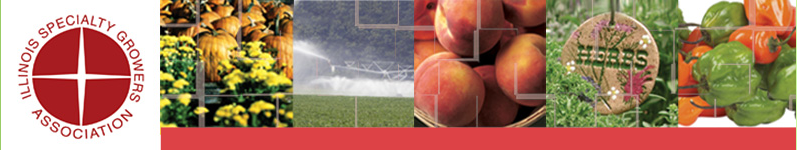 ILLINOIS SPECIALTY GROWERS
ASSOCIATION
HERBS